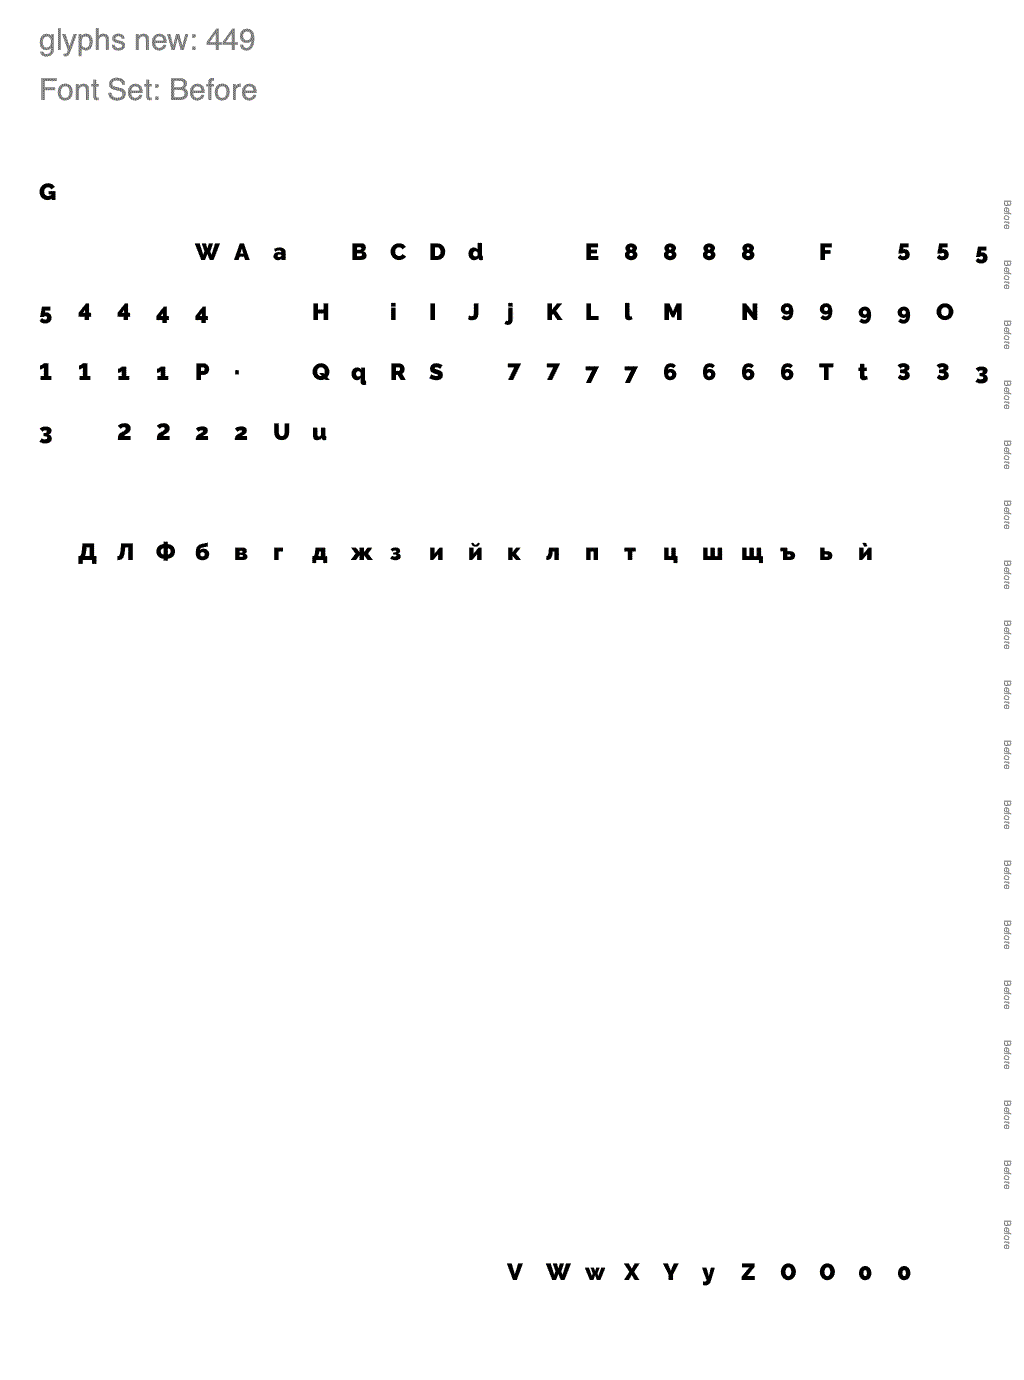 glyphs new: 449
Font Set: Before
G
Before
W A a B C D d E 8 8 8 8 F 5 5 5
Before
5 4 4 4 4 H i I J j K L l M N 9 9 9 9 O
Before
1 1 1 1 P · Q q R S 7 7 7 7 6 6 6 6 T t 3 3 3
Before
3 2 2 2 2 U u
Before
Before
Д Л Ф б в г д ж з и й к л п т ц ш щ ъ ь ѝ
Before
Before
Before
Before
Before
Before
Before
Before
Before
Before
Before
Before
V W w X Y y Z 0 0 0 0